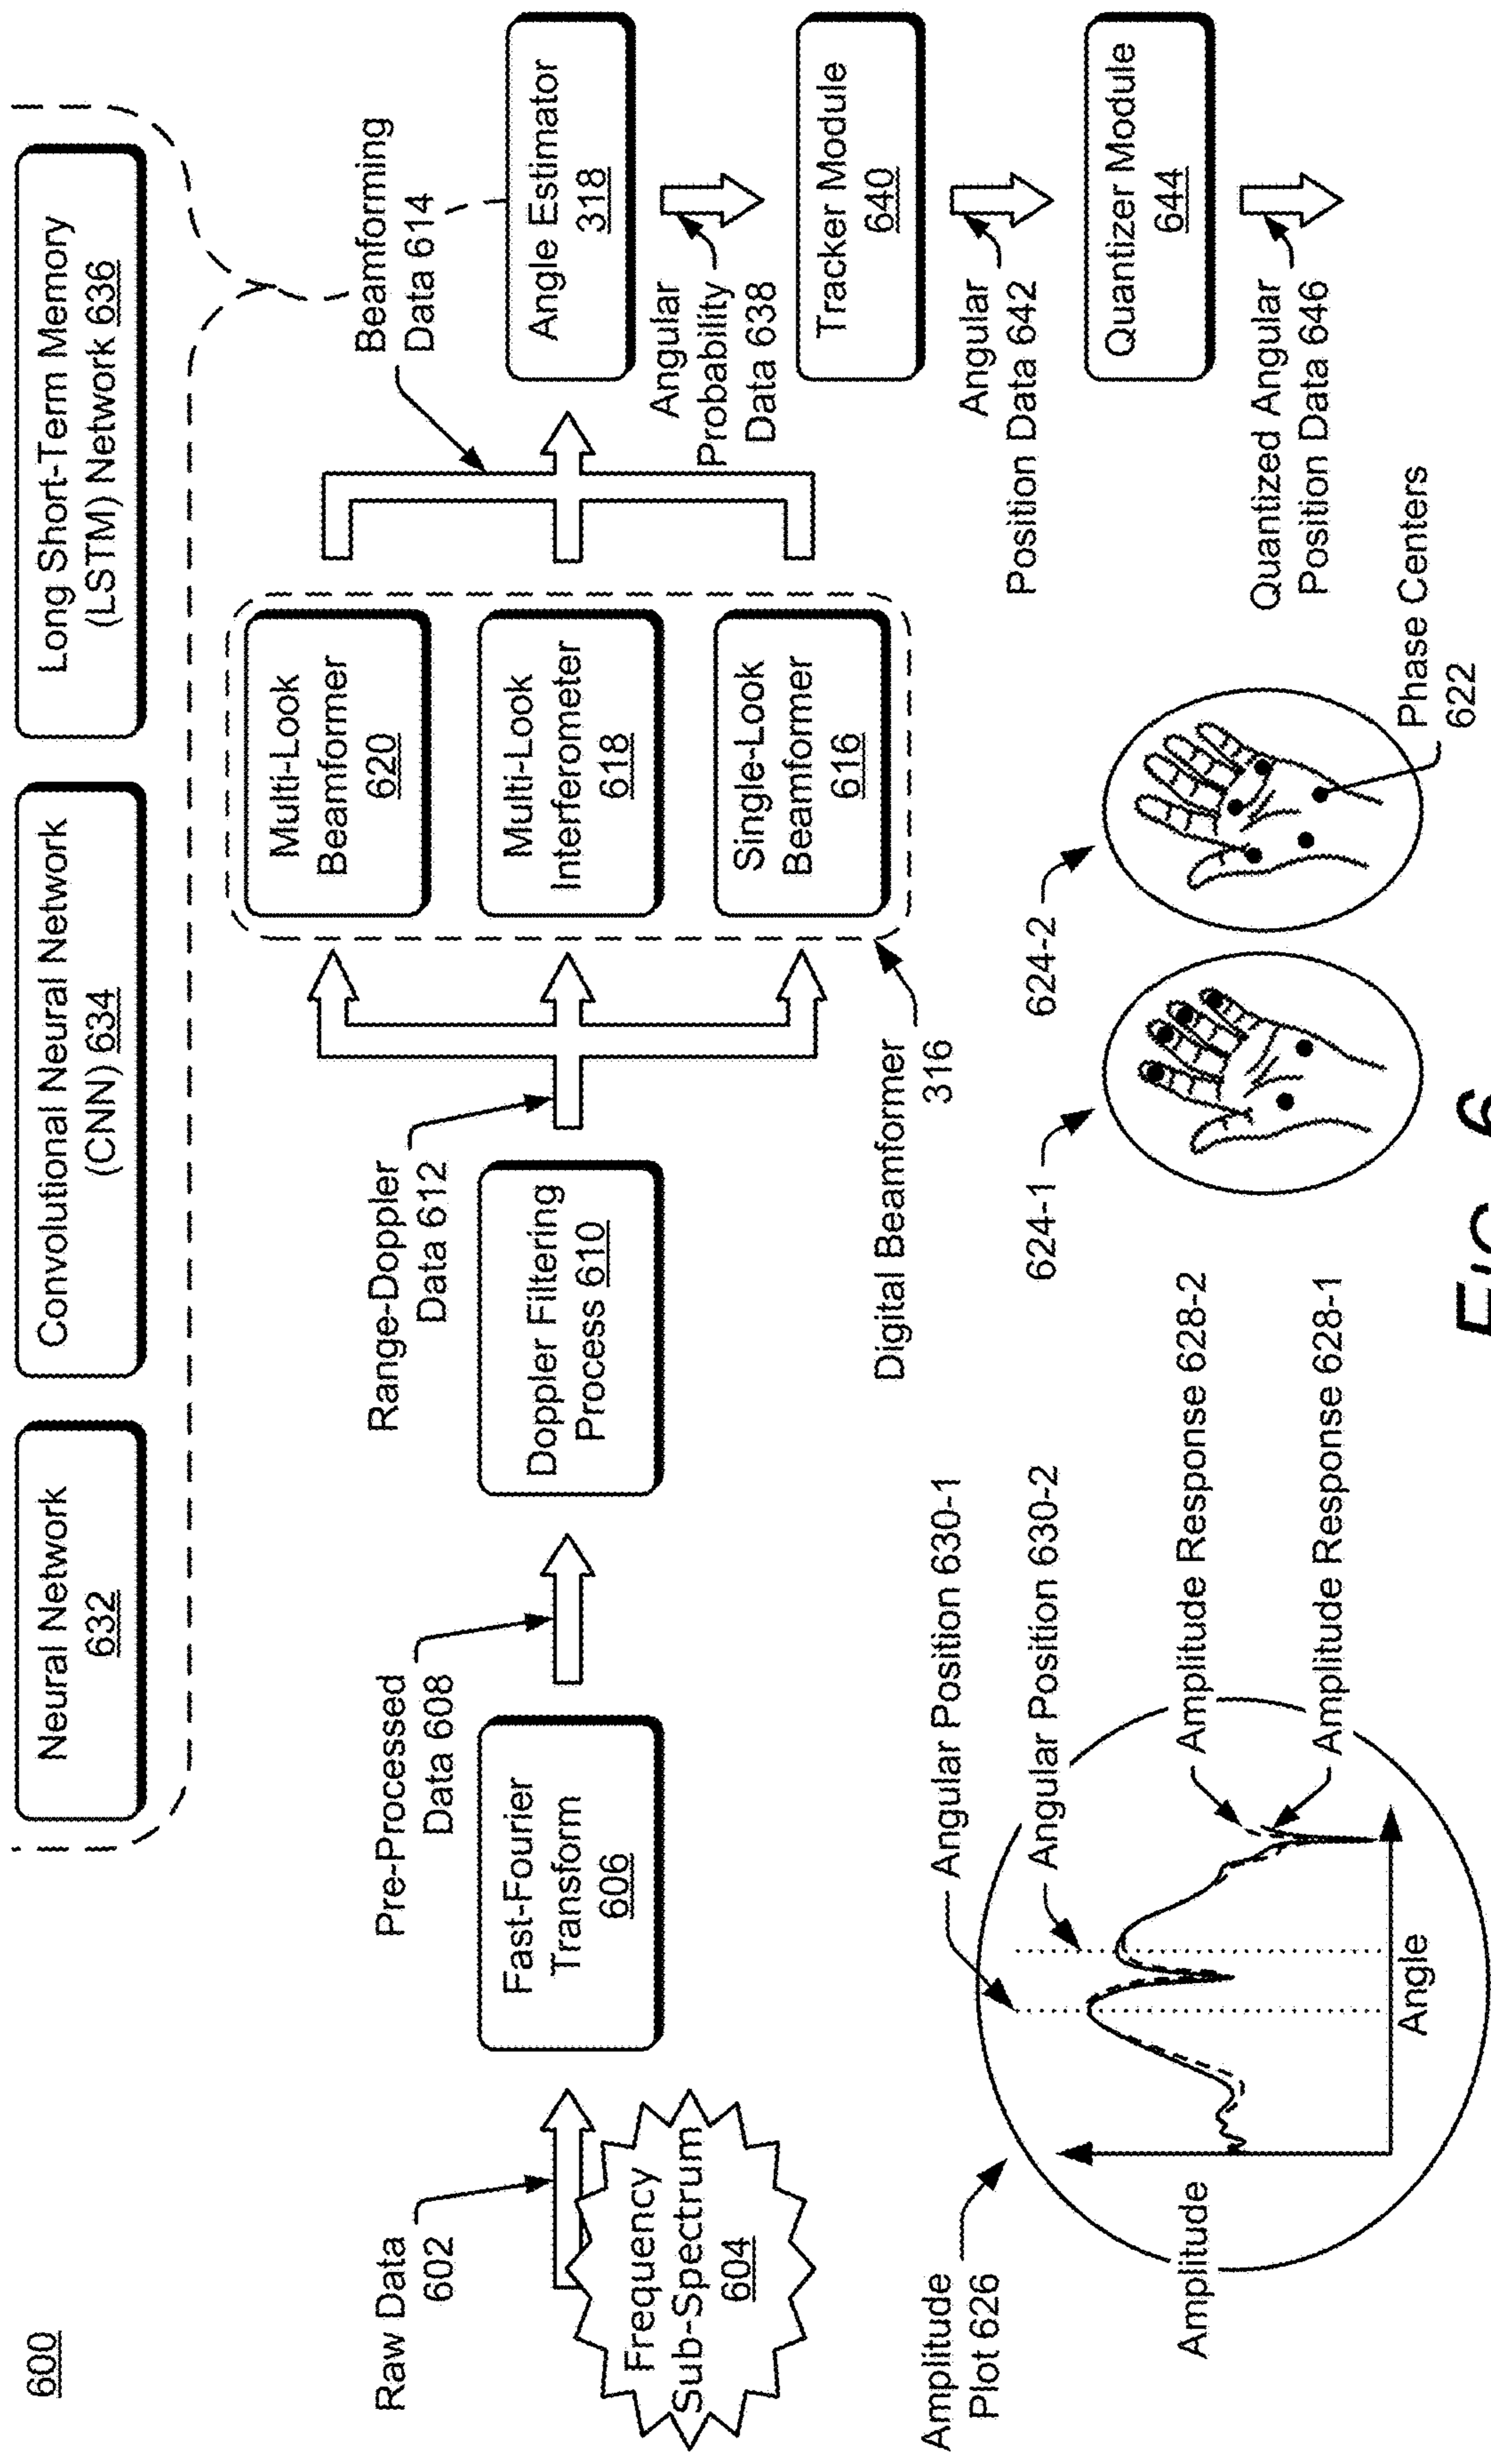 600
Neural Network
632
Convolutional Neural Network
(CNN) 634
Long Short-Term Memory
(LSTM) Network 636
Raw Data
602
Frequency
Sub-Spectrum
604
Fast-Fourier
Transform
606
Pre-Processed
Data 608
Doppler Filtering
Process 610
Range-Doppler
Data 612
Multi-Look
Beamformer
620
Multi-Look
Interferometer
618
Single-Look
Beamformer
616
Digital Beamformer
316
Beamforming
Data 614
Angle Estimator
318
Angular
Probability
Data 638
Tracker Module
640
Angular
Position Data 642
Quantizer Module
644
Quantized Angular
Position Data 646
Amplitude
Plot 626
Amplitude
Angle
Angular Position 630-1
Angular Position 630-2
Amplitude Response 628-2
Amplitude Response 628-1
624-1
624-2
Phase Centers
622
FIG. 6